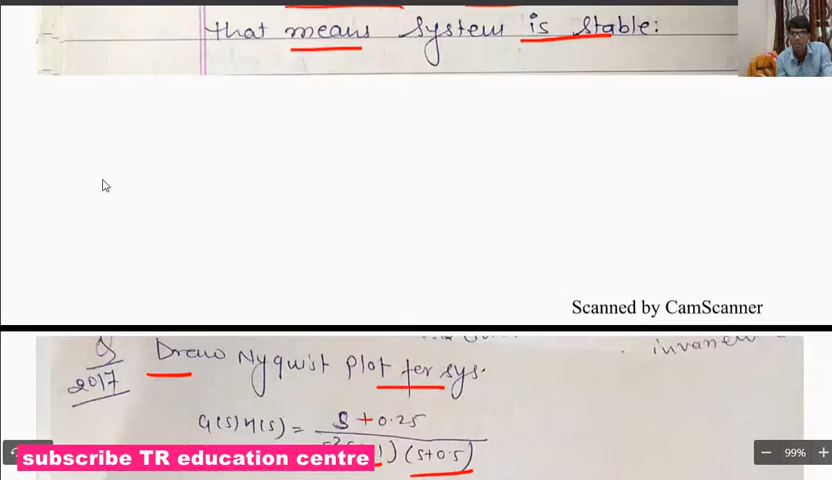 that means System is stable:
Scanned by CamScanner
Q
2017
Draw Nyquist plot for sys.
G(s)H(s) = S + 0.25
1) (s+0.5)
subscribe TR education centre
99%